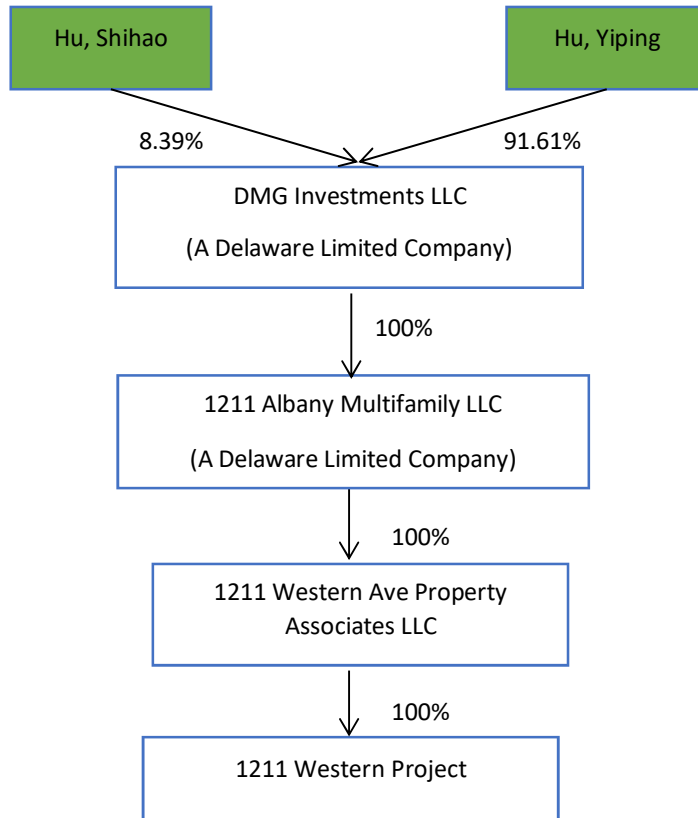 Hu, Shihao
Hu, Yiping
8.39%
91.61%
DMG Investments LLC
(A Delaware Limited Company)
100%
1211 Albany Multifamily LLC
(A Delaware Limited Company)
100%
1211 Western Ave Property
Associates LLC
100%
1211 Western Project